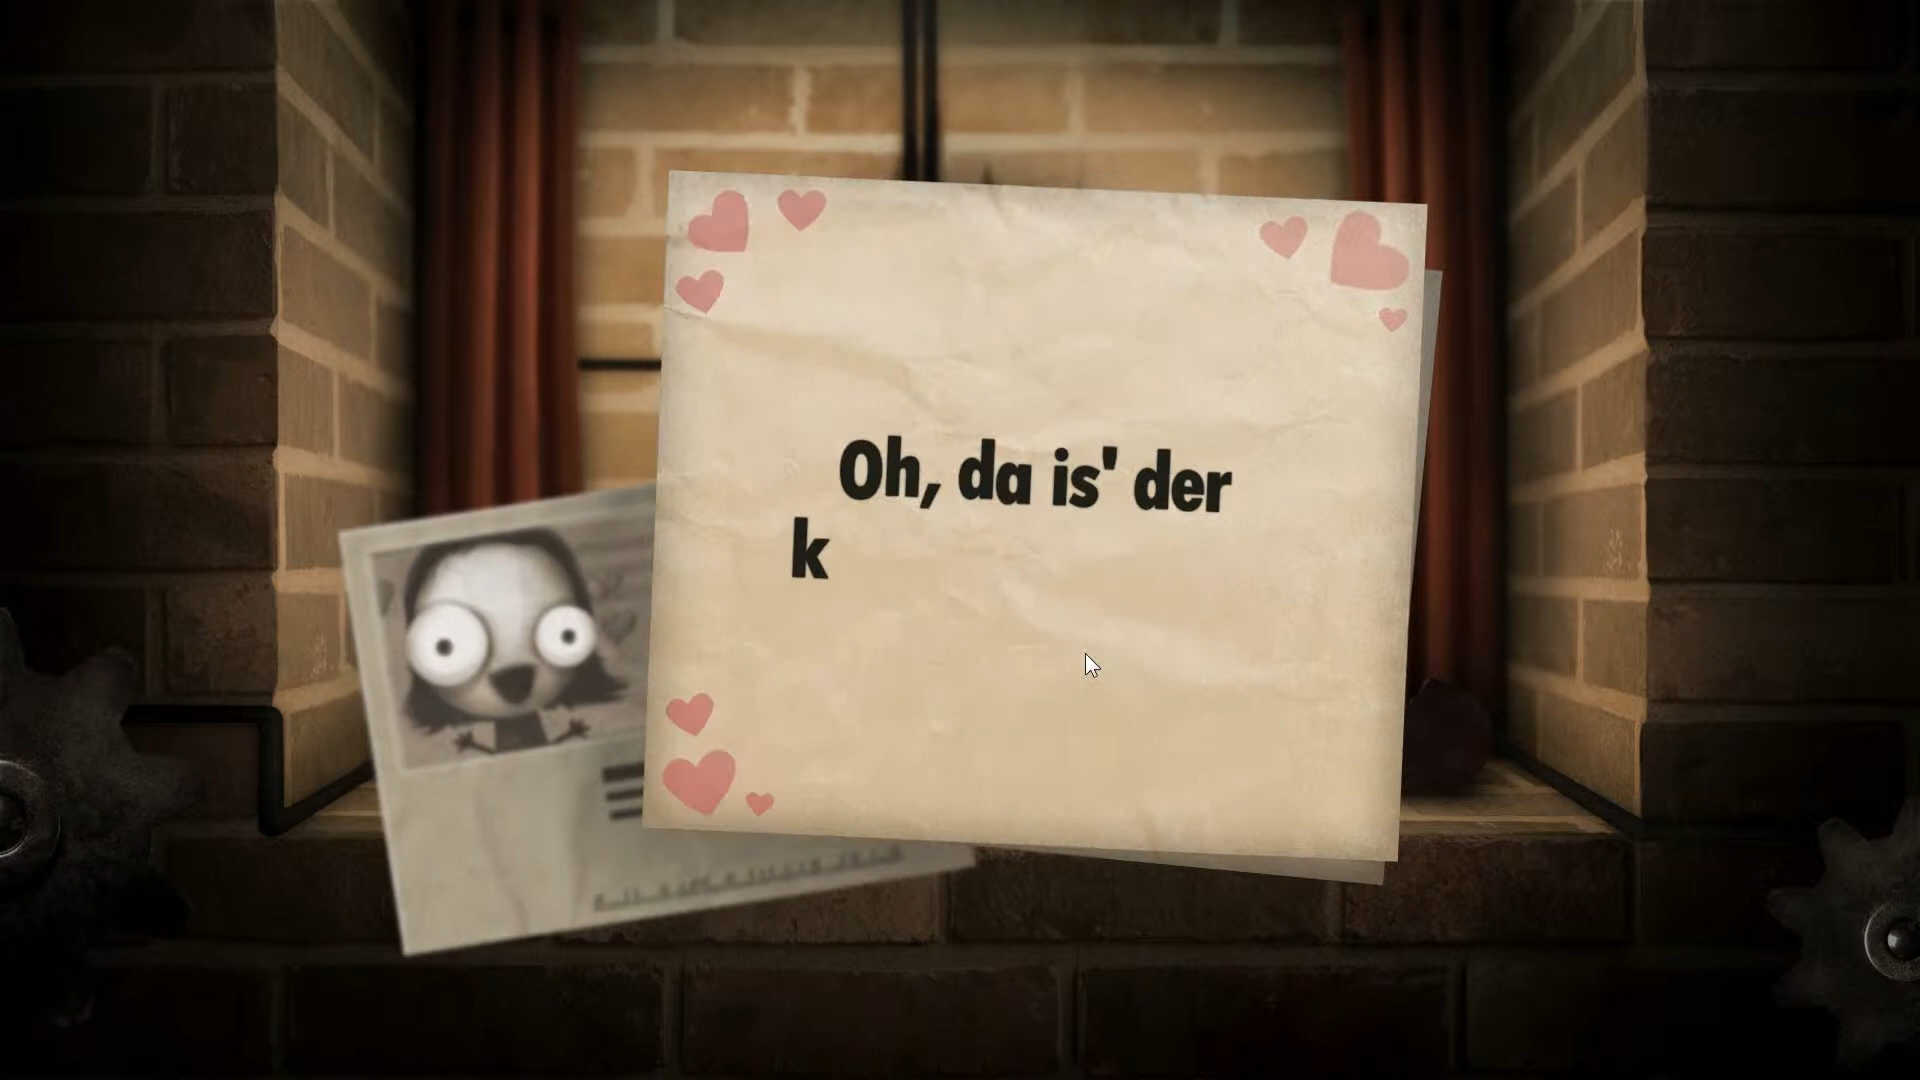 Oh, da is' der
k